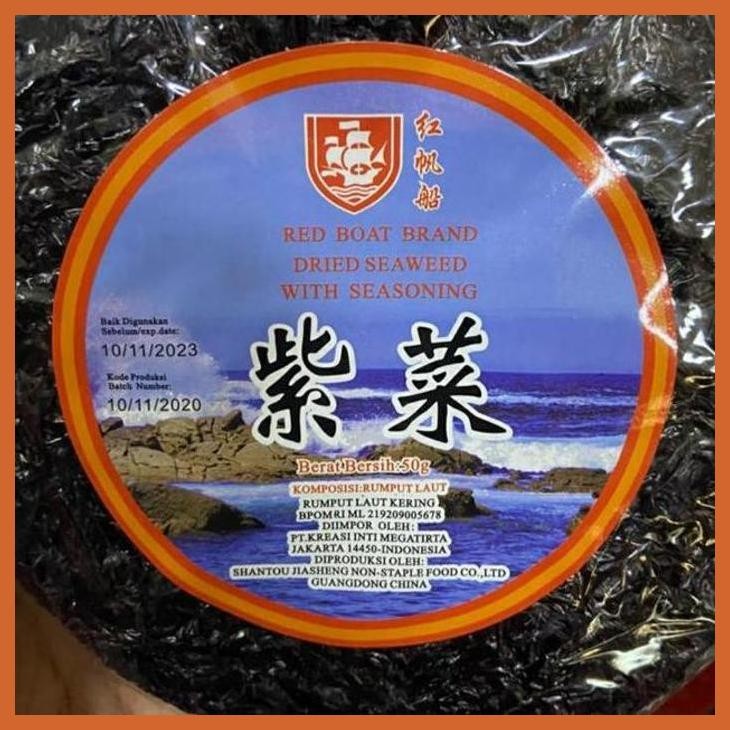 红帆船
RED BOAT BRAND
DRIED SEAWEED
WITH SEASONING
Baik Digunakan
Sebelum/exp.date:
10/11/2023
Kode Produksi
Batch Number:
10/11/2020
紫菜
Berat Bersih:50g
KOMPOSISI:RUMPUT LAUT
RUMPUT LAUT KERING
BPOM RI ML 219209005678
DIIMPOR OLEH:
PT.KREASI INTI MEGATIRTA
JAKARTA 14450-INDONESIA
DIPRODUKSI OLEH:
SHANTOU JIASHENG NON-STAPLE FOOD CO.,LTD
GUANGDONG CHINA